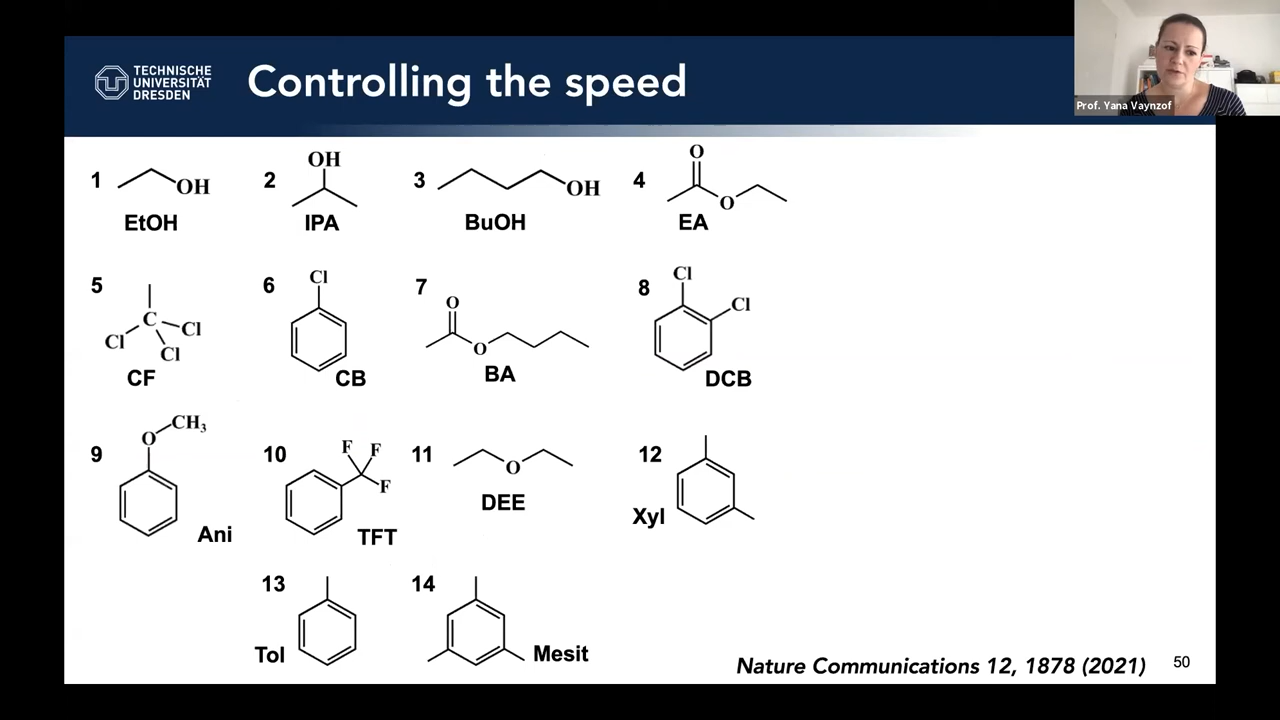 TECHNISCHE
UNIVERSITÄT
DRESDEN
Controlling the speed
Prof. Yana Vaynzof
1
OH
EtOH
2
OH
IPA
3
OH
BuOH
4
O
O
EA
5
C
Cl
Cl
Cl
CF
6
Cl
CB
7
O
O
BA
8
Cl
Cl
DCB
9
O
CH3
Ani
10
F
F
F
TFT
11
O
DEE
12
Xyl
13
Tol
14
Mesit
Nature Communications 12, 1878 (2021)
50